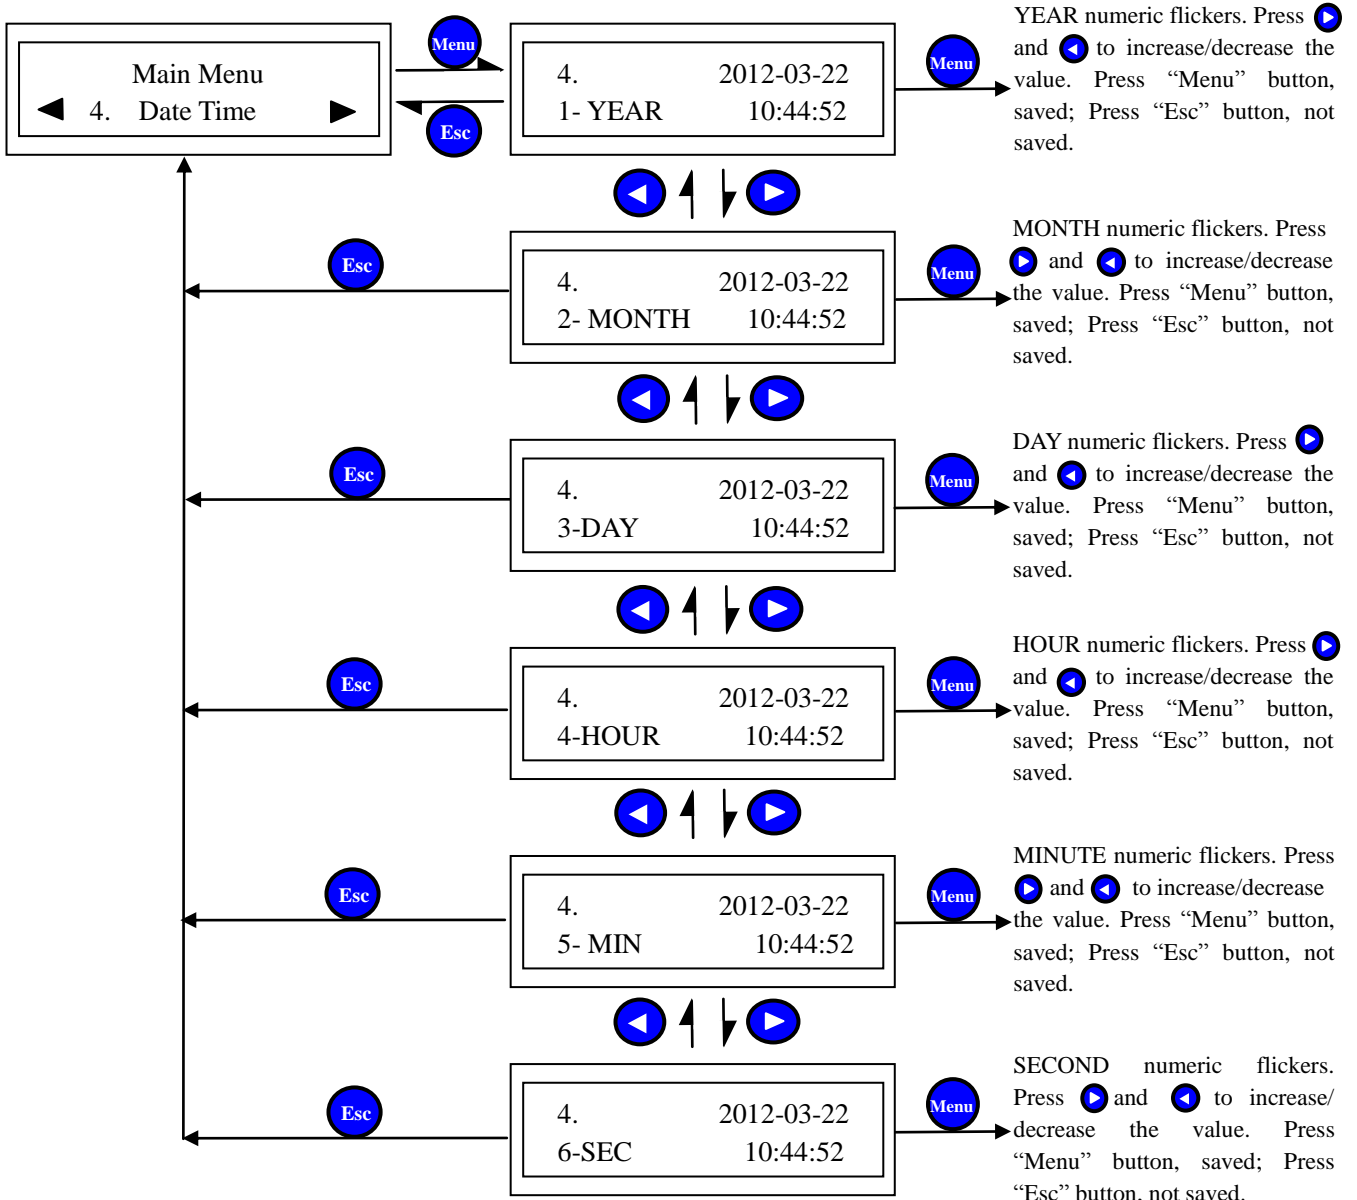 Main Menu
4. Date Time
Menu
Esc
4. 2012-03-22
1- YEAR 10:44:52
Menu
YEAR numeric flickers. Press
and to increase/decrease the
value. Press “Menu” button,
saved; Press “Esc” button, not
saved.
Esc
4. 2012-03-22
2- MONTH 10:44:52
Menu
MONTH numeric flickers. Press
and to increase/decrease
the value. Press “Menu” button,
saved; Press “Esc” button, not
saved.
Esc
4. 2012-03-22
3-DAY 10:44:52
Menu
DAY numeric flickers. Press
and to increase/decrease the
value. Press “Menu” button,
saved; Press “Esc” button, not
saved.
Esc
4. 2012-03-22
4-HOUR 10:44:52
Menu
HOUR numeric flickers. Press
and to increase/decrease the
value. Press “Menu” button,
saved; Press “Esc” button, not
saved.
Esc
4. 2012-03-22
5- MIN 10:44:52
Menu
MINUTE numeric flickers. Press
and to increase/decrease
the value. Press “Menu” button,
saved; Press “Esc” button, not
saved.
Esc
4. 2012-03-22
6-SEC 10:44:52
Menu
SECOND numeric flickers.
Press and to increase/
decrease the value. Press
“Menu” button, saved; Press
“Esc” button, not saved.